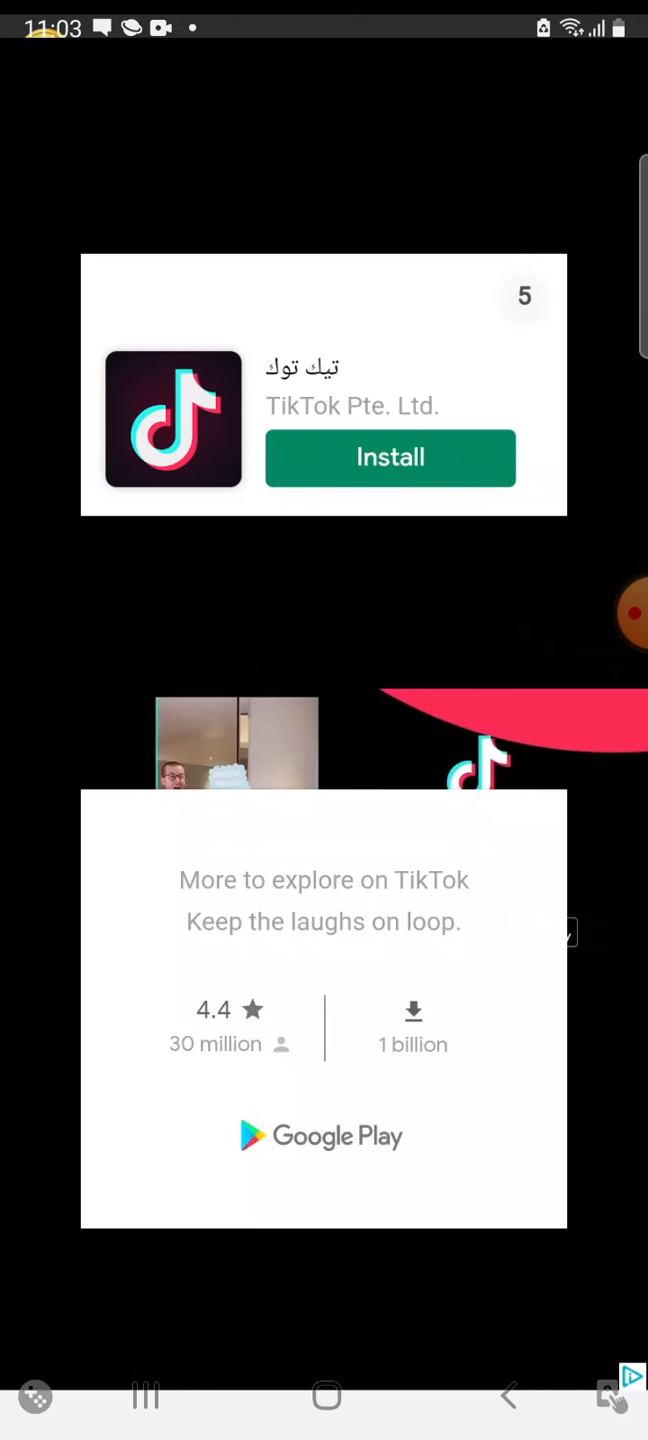 11:03
5
تيك توك
TikTok Pte. Ltd.
Install
More to explore on TikTok
Keep the laughs on loop.
4.4
30 million
1 billion
Google Play